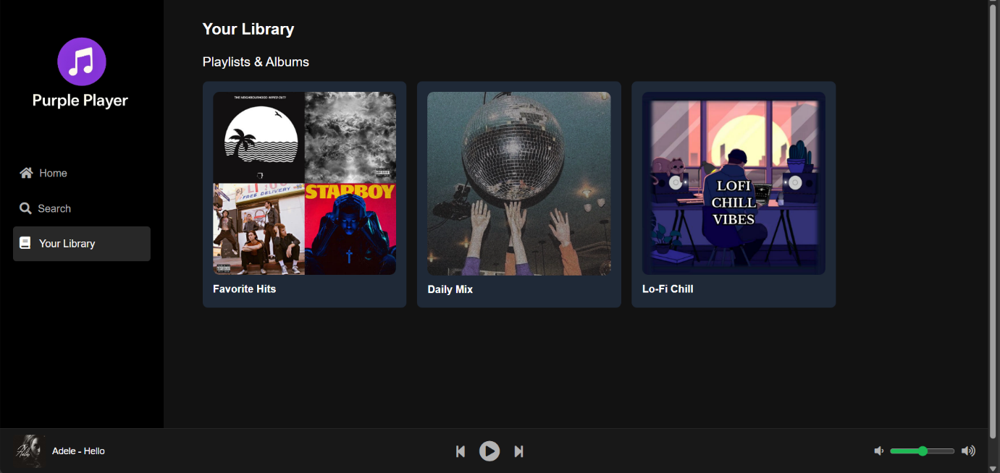 Purple Player
Home
Search
Your Library
Your Library
Playlists & Albums
THE NEIGHBOURHOOD. WIPED OUT!
FREE DELIVERY
STARBOY
Favorite Hits
Daily Mix
LOFI
CHILL
VIBES
Lo-Fi Chill
Hello
Adele - Hello